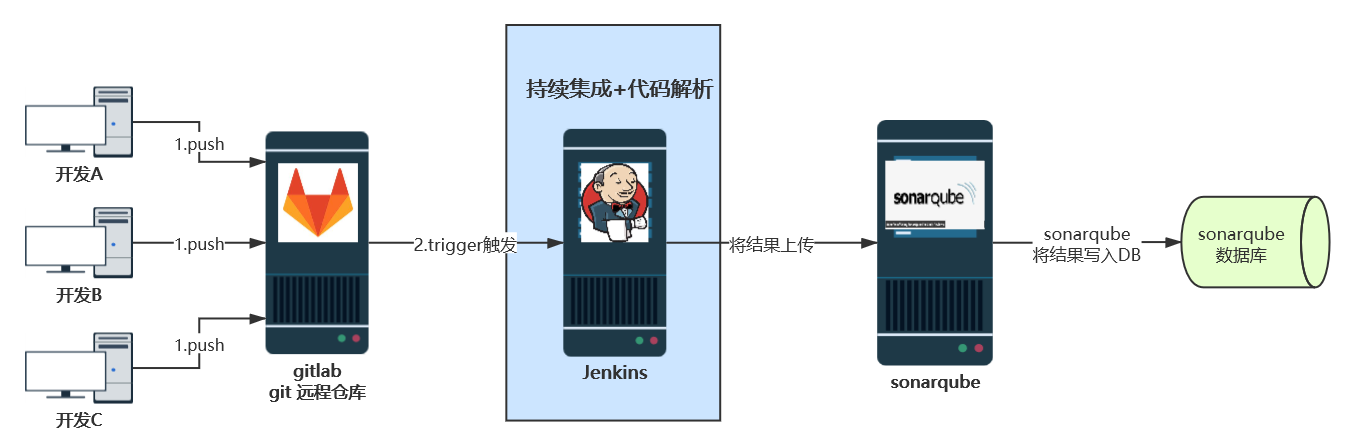 持续集成+代码解析
1.push
开发A
1.push
开发B
1.push
开发C
gitlab
git 远程仓库
2.trigger触发
Jenkins
将结果上传
sonarqube
sonarqube
sonarqube
将结果写入DB
sonarqube
数据库